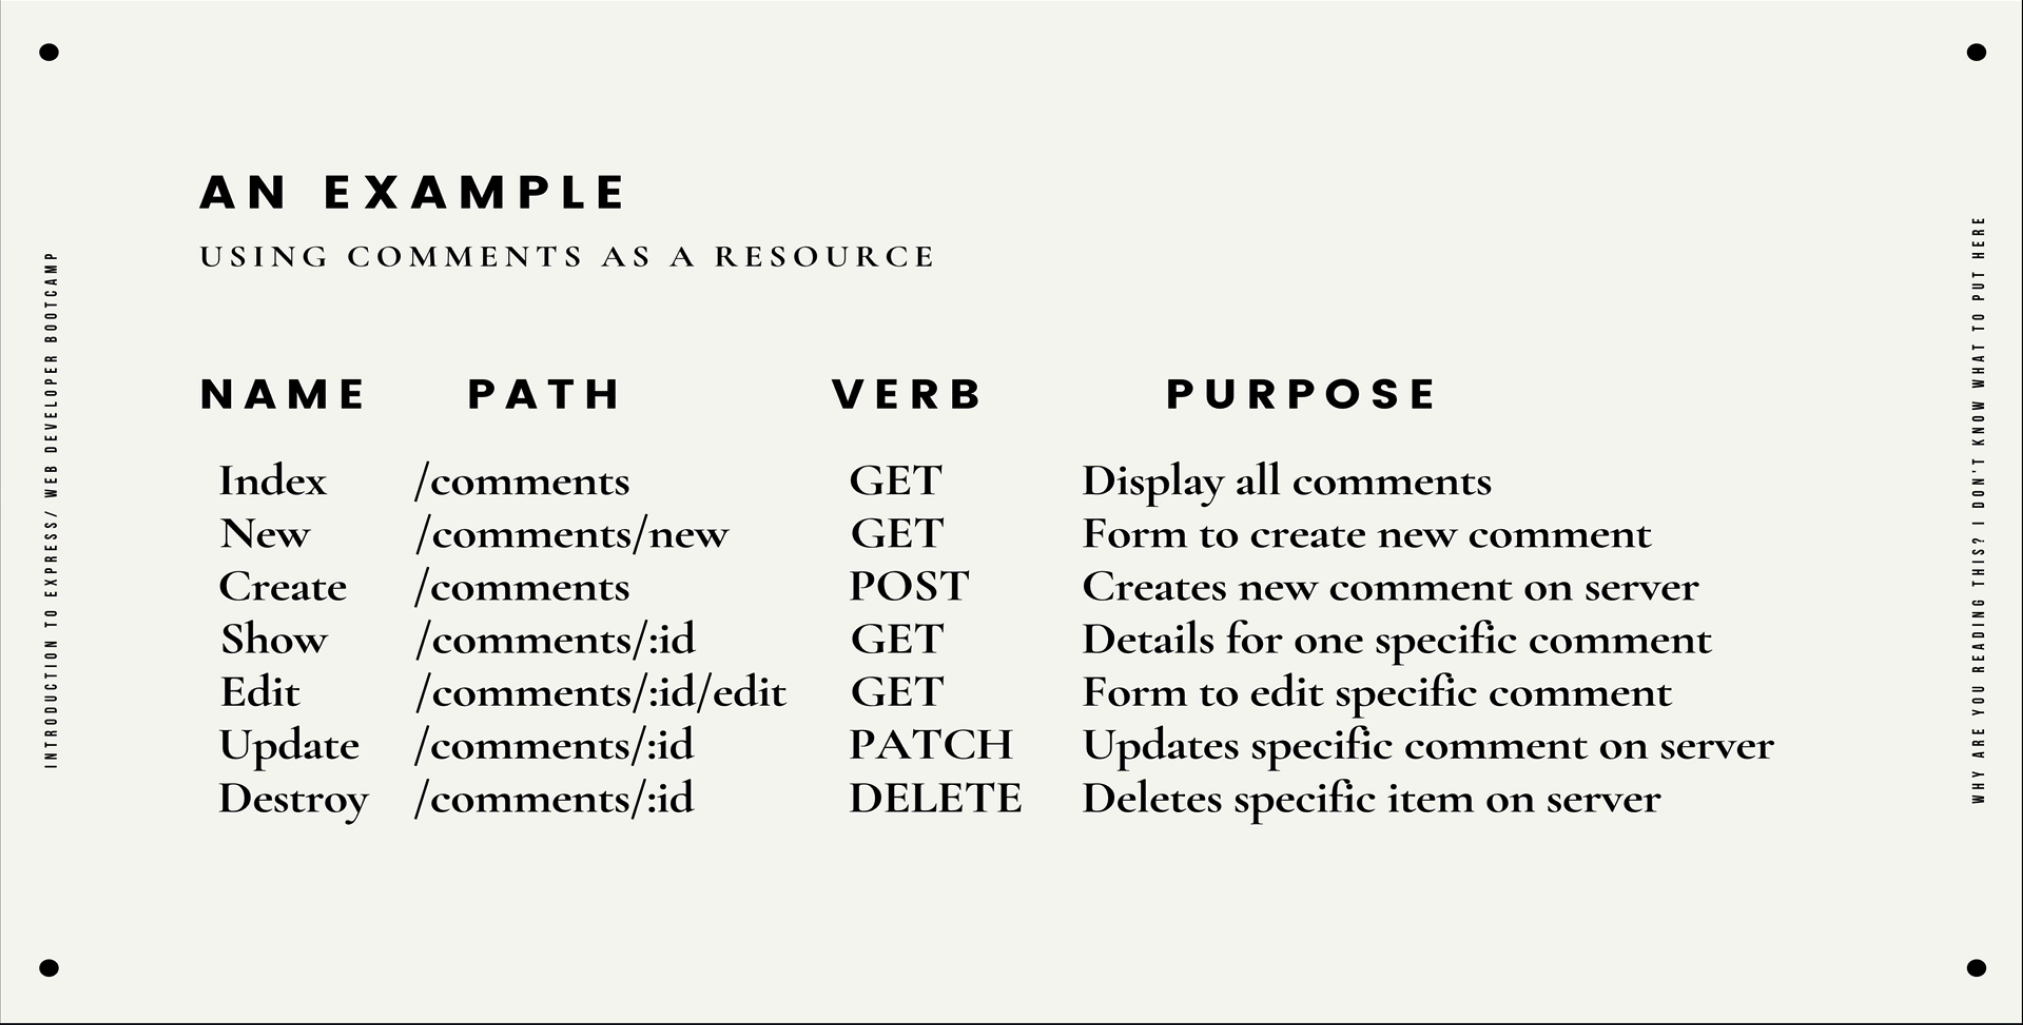 AN EXAMPLE
USING COMMENTS AS A RESOURCE
NAME PATH VERB PURPOSE
Index /comments GET Display all comments
New /comments/new GET Form to create new comment
Create /comments POST Creates new comment on server
Show /comments/:id GET Details for one specific comment
Edit /comments/:id/edit GET Form to edit specific comment
Update /comments/:id PATCH Updates specific comment on server
Destroy /comments/:id DELETE Deletes specific item on server
INTRODUCTION TO EXPRESS/ WEB DEVELOPER BOOTCAMP
WHY ARE YOU READING THIS? I DON'T KNOW WHAT TO PUT HERE